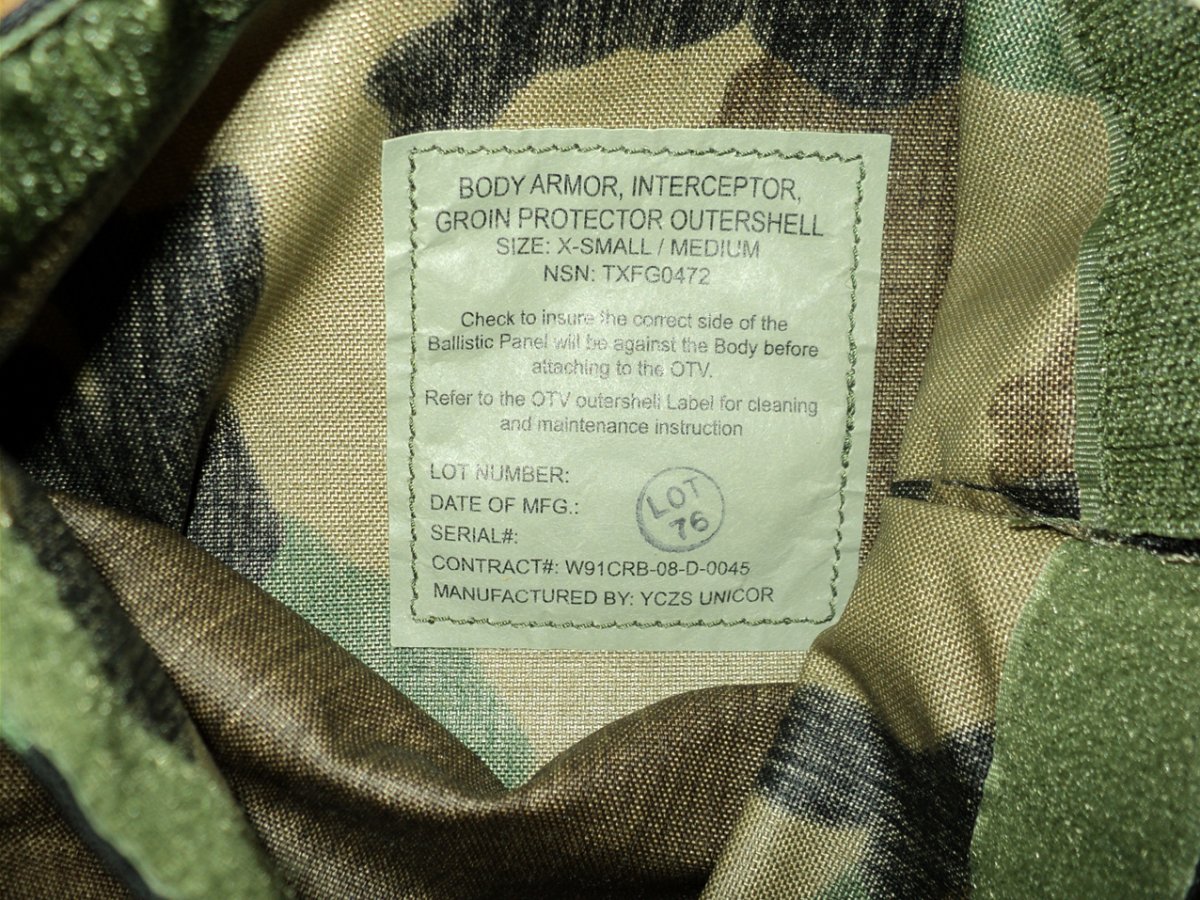 BODY ARMOR, INTERCEPTOR,
GROIN PROTECTOR OUTERSHELL
SIZE: X-SMALL / MEDIUM
NSN: TXFG0472
Check to insure the correct side of the
Ballistic Panel will be against the Body before
attaching to the OTV.
Refer to the OTV outershell Label for cleaning
and maintenance instruction
LOT NUMBER:
DATE OF MFG.:
SERIAL#:
CONTRACT#: W91CRB-08-D-0045
MANUFACTURED BY: YCZS UNICOR
LOT
76